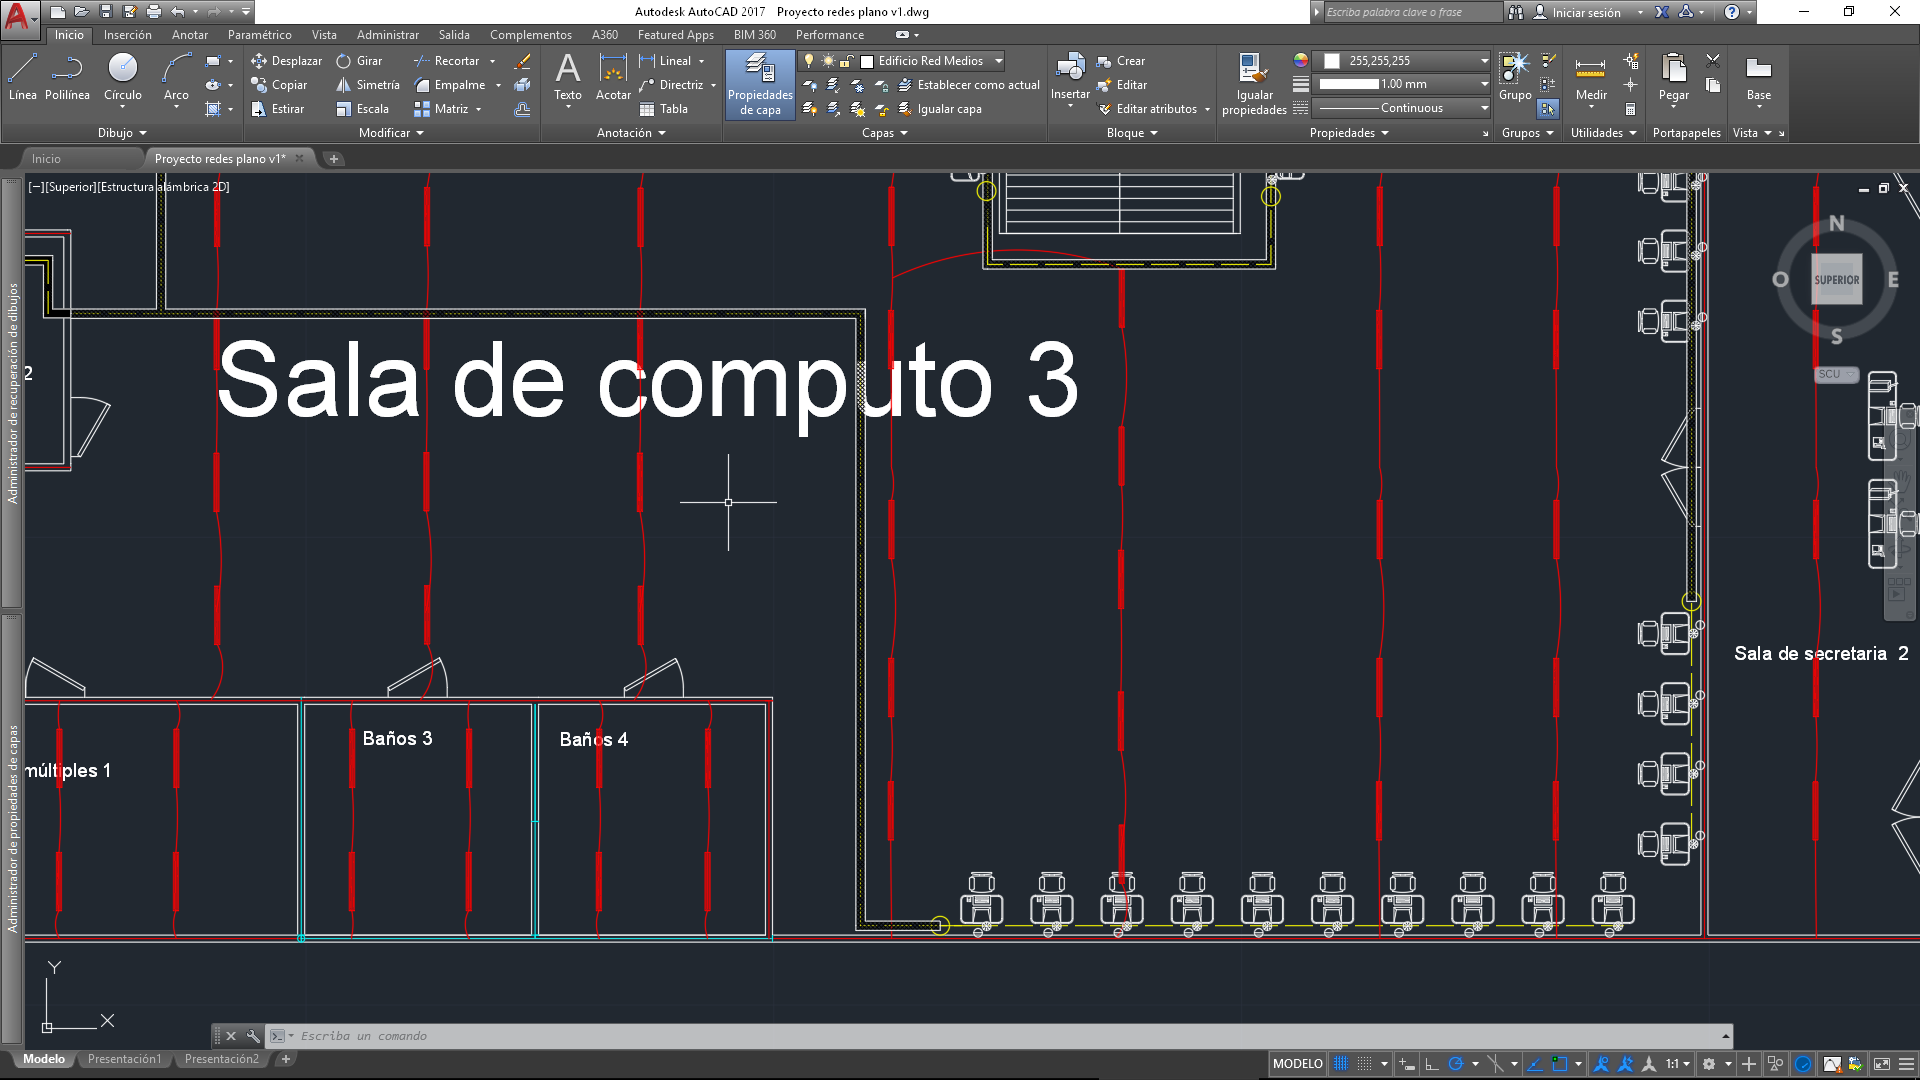 Autodesk AutoCAD 2017 Proyecto redes plano v1.dwg
Escriba palabra clave o frase
Iniciar sesión
Inicio Inserción Anotar Paramétrico Vista Administrar Salida Complementos A360 Featured Apps BIM 360 Performance
Línea Polilínea Círculo Arco
Desplazar Girar Recortar
Copiar Simetría Empalme
Estirar Escala Matriz
Texto Acotar
Lineal
Directriz
Tabla
Propiedades de capa
Edificio Red Medios
Establecer como actual
Igualar capa
Insertar
Crear
Editar
Editar atributos
Igualar propiedades
255,255,255
1.00 mm
Continuous
Grupo Medir Pegar Base
Dibujo Modificar Anotación Capas Bloque Propiedades Grupos Utilidades Portapapeles Vista
Inicio
Proyecto redes plano v1*
[−][Superior][Estructura alámbrica 2D]
Administrador de recuperación de dibujos
Administrador de propiedades de capas
N
O SUPERIOR E
S
SCU
2
Sala de computo 3
Sala de secretaria 2
Baños 3
Baños 4
múltiples 1
Y
X
Escriba un comando
Modelo Presentación1 Presentación2
MODELO
1:1